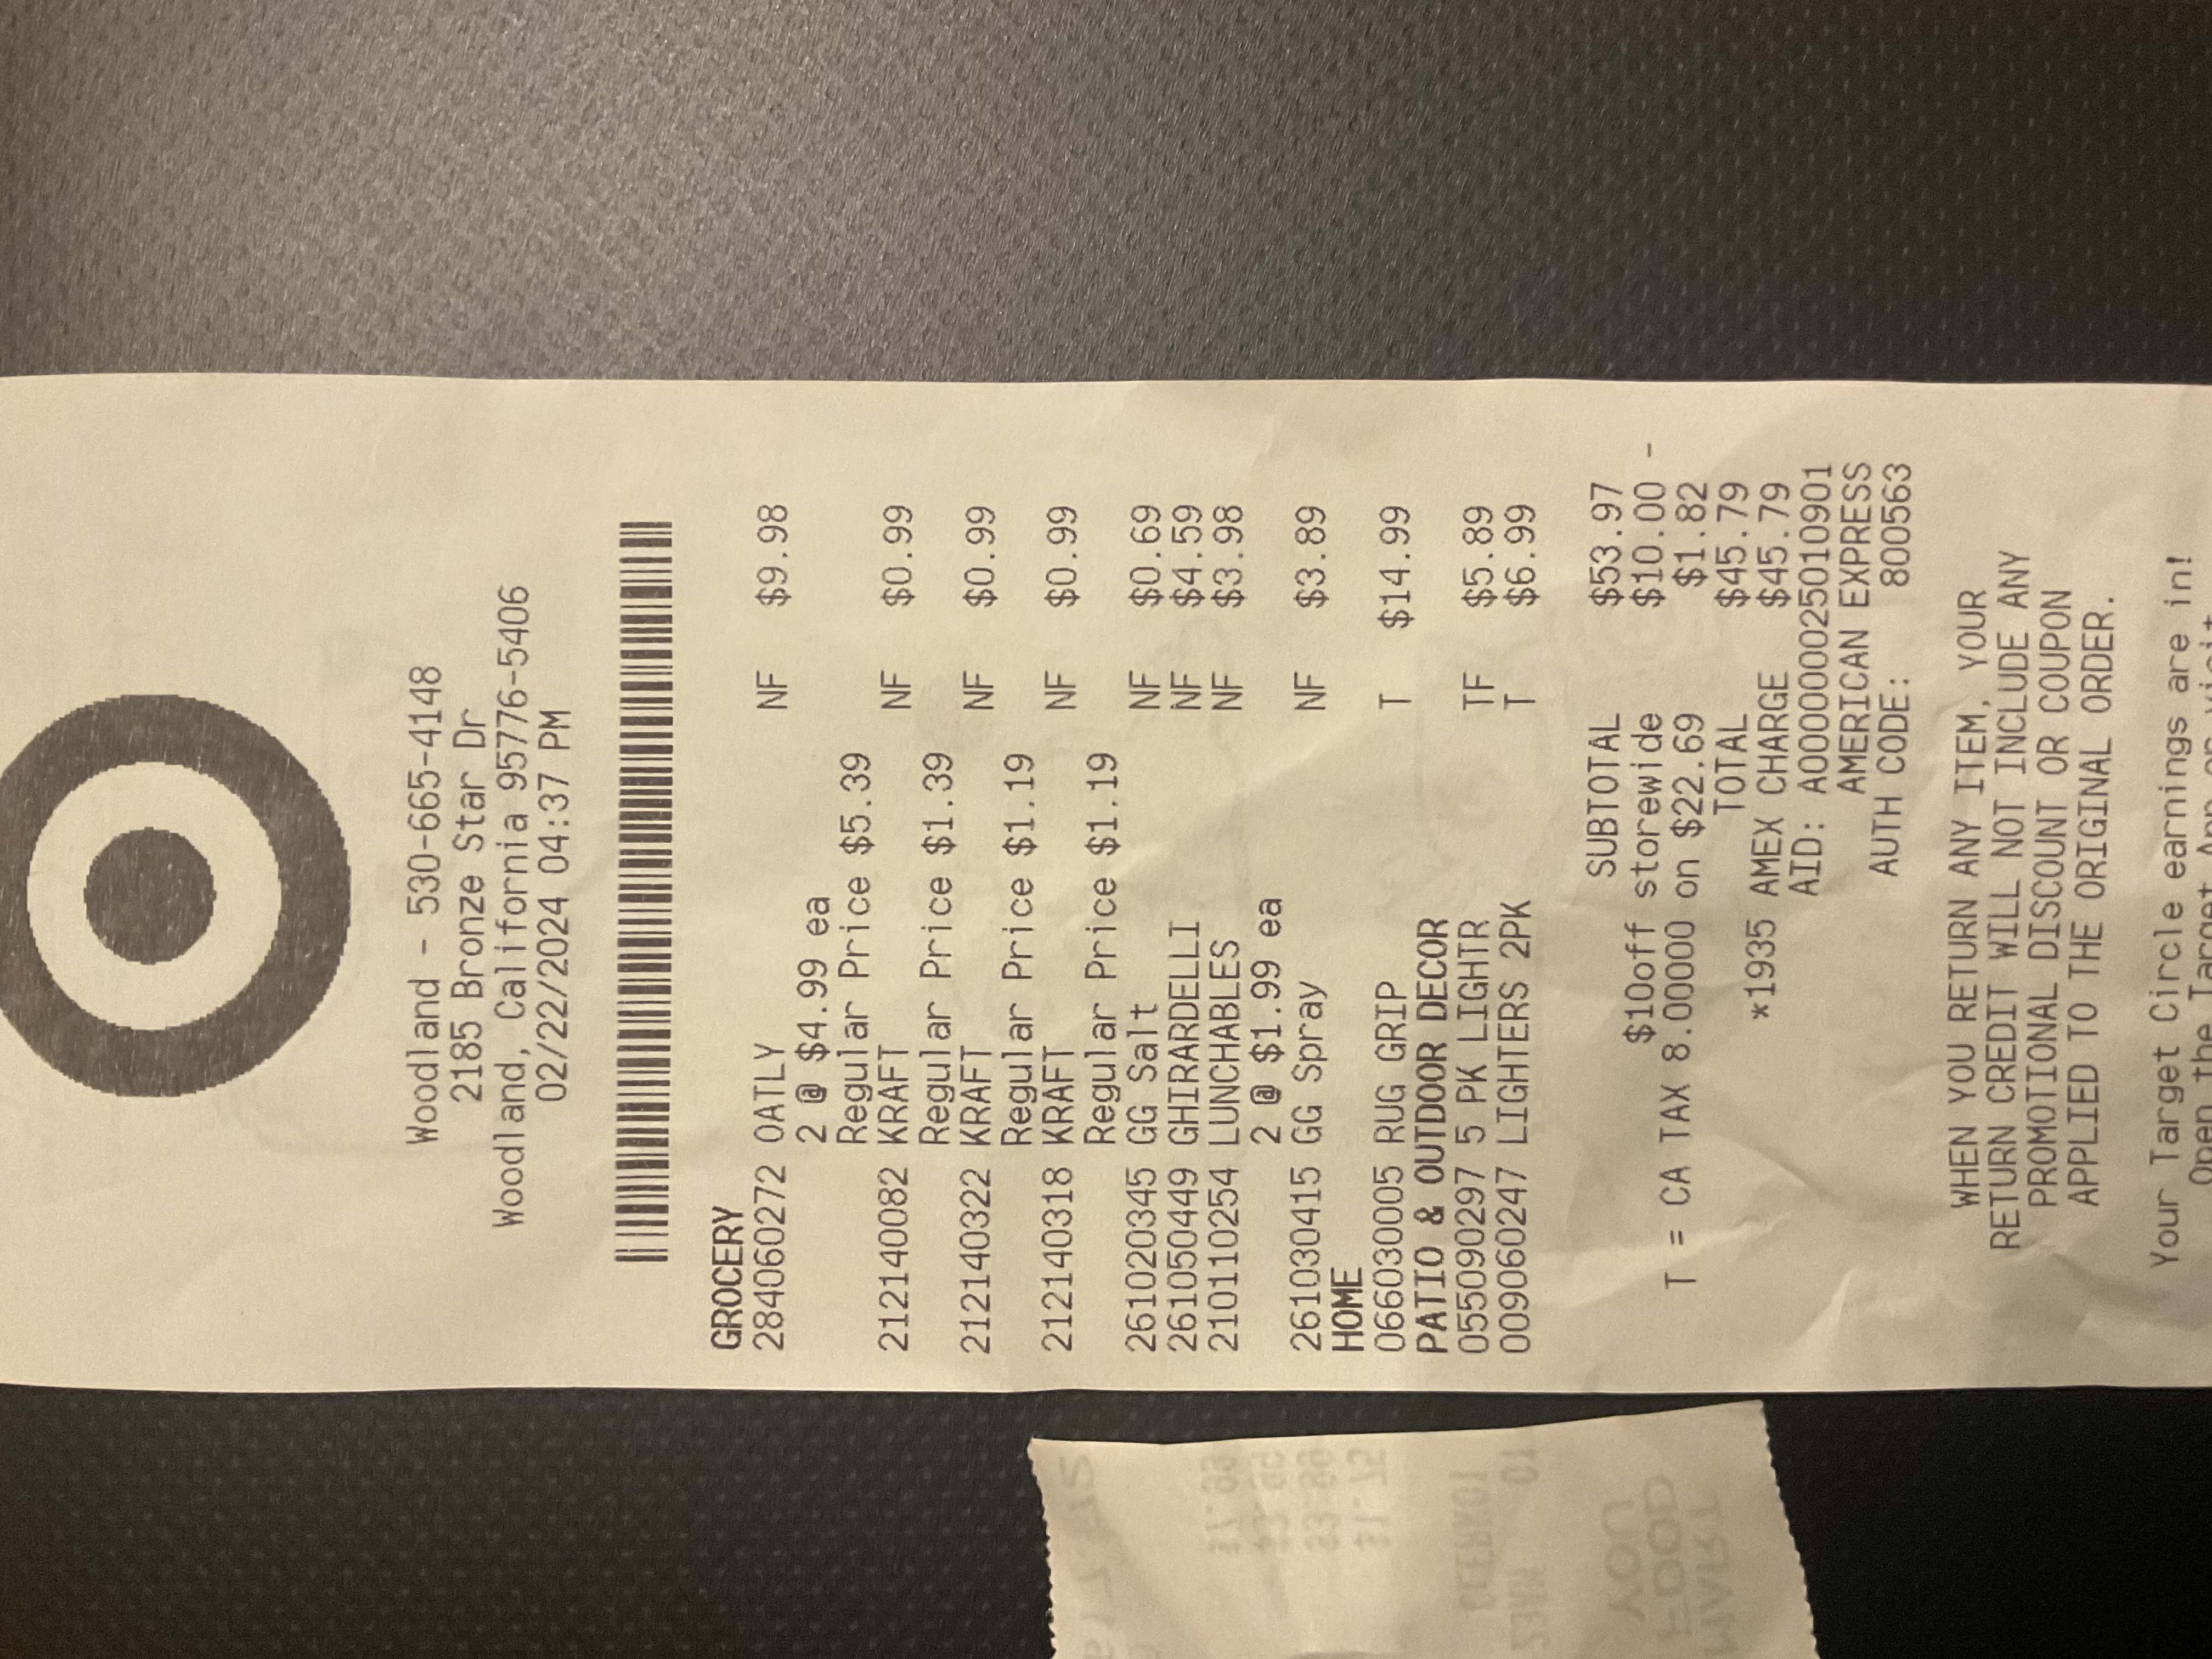 Woodland - 530-665-4148
2185 Bronze Star Dr
Woodland, California 95776-5406
02/22/2024 04:37 PM
GROCERY
284060272 OATLY NF $9.98
2 @ $4.99 ea
Regular Price $5.39
212140082 KRAFT NF $0.99
Regular Price $1.39
212140322 KRAFT NF $0.99
Regular Price $1.19
212140318 KRAFT NF $0.99
Regular Price $1.19
261020345 GG Salt NF $0.69
261050449 GHIRARDELLI NF $4.59
210110254 LUNCHABLES NF $3.98
2 @ $1.99 ea
261030415 GG Spray NF $3.89
HOME
066030005 RUG GRIP T $14.99
PATIO & OUTDOOR DECOR
055090297 5 PK LIGHTR TF $5.89
009060247 LIGHTERS 2PK T $6.99
SUBTOTAL $53.97
$10off storewide $10.00 -
T = CA TAX 8.00000 on $22.69 $1.82
TOTAL $45.79
*1935 AMEX CHARGE $45.79
AID: A000000025010901
AMERICAN EXPRESS
AUTH CODE: 800563
WHEN YOU RETURN ANY ITEM, YOUR
RETURN CREDIT WILL NOT INCLUDE ANY
PROMOTIONAL DISCOUNT OR COUPON
APPLIED TO THE ORIGINAL ORDER.
Your Target Circle earnings are in!
Open the Target App or visit
CLERK01
01
YOU
FOOD
MART